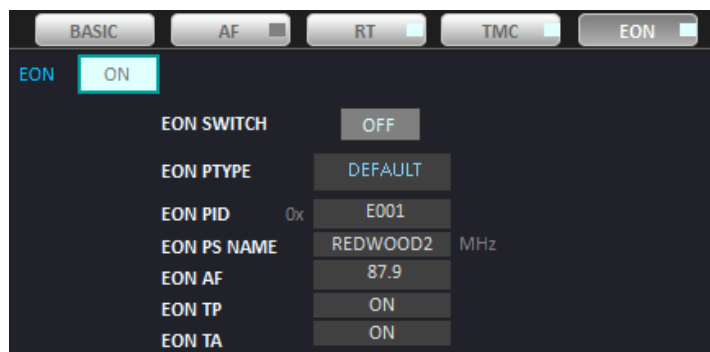 BASIC AF RT TMC EON
EON ON
EON SWITCH OFF
EON PTYPE DEFAULT
EON PID 0x E001
EON PS NAME REDWOOD2 MHz
EON AF 87.9
EON TP ON
EON TA ON